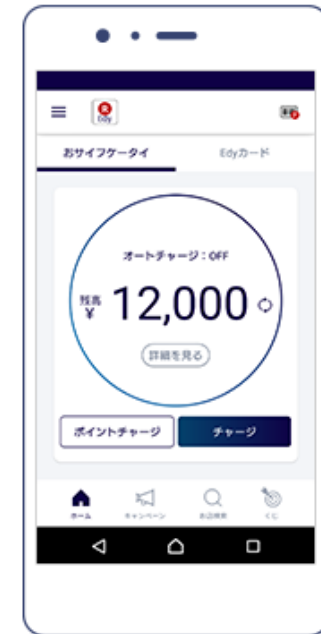 Edy
おサイフケータイ
Edyカード
オートチャージ：OFF
残高
¥ 12,000
詳細を見る
ポイントチャージ
チャージ
ホーム
キャンペーン
お店検索
くじ